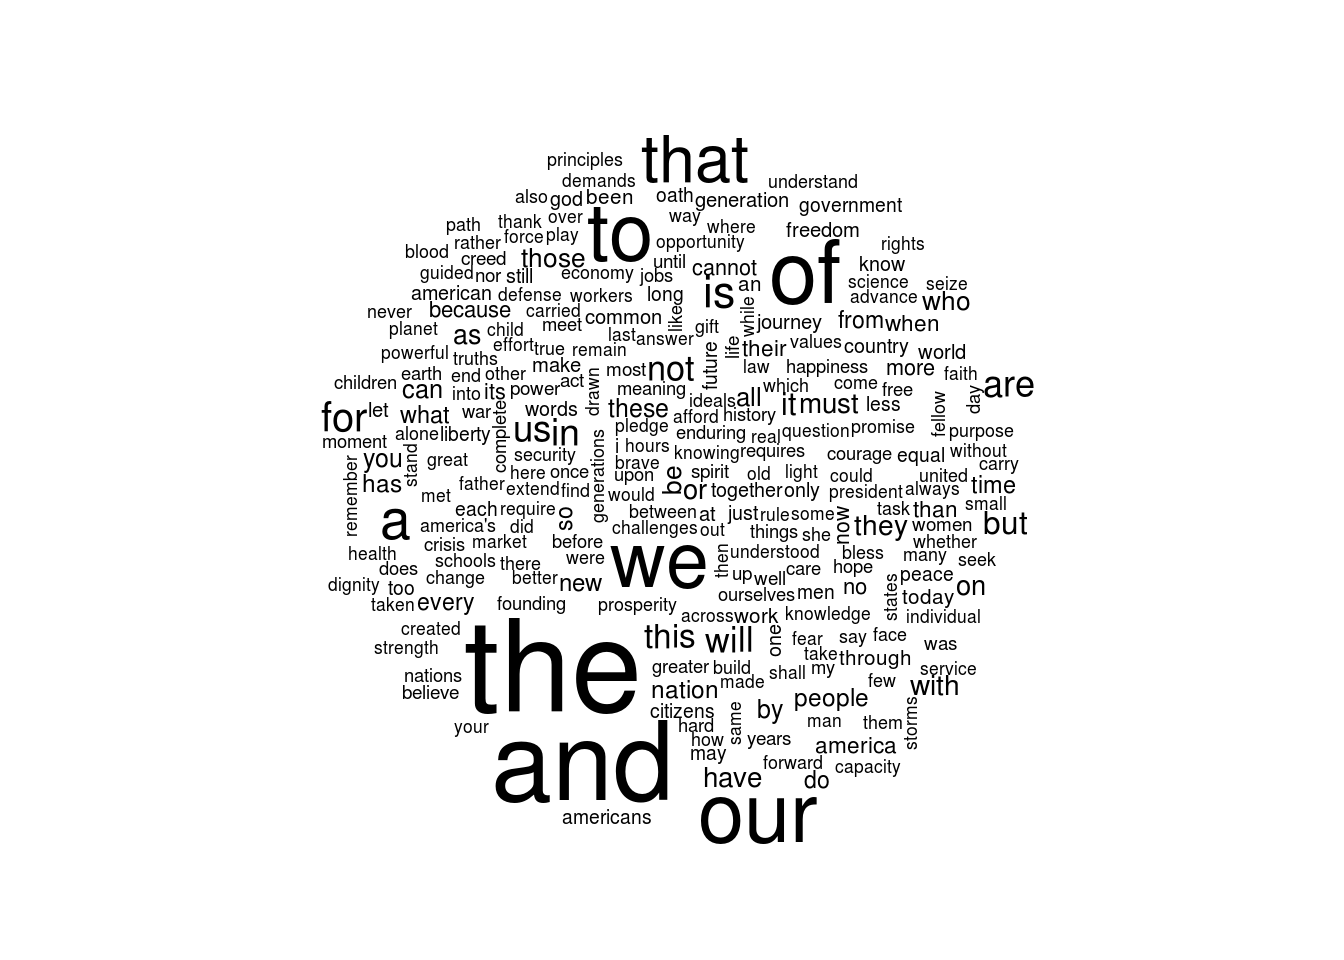 that
principles
demands
understand
also god been
oath generation
government
to
way
where
path
thank
over
force play
opportunity
freedom
blood
rather
creed
those
until
cannot
of
rights
know
guided nor still
economy jobs
is an
science
seize
american defense workers long
advance who
never because carried
common
like
while
journey from when
planet
as child effort
meet
true
last answer gift
life
their values country world
powerful truths
remain
future
law happiness more faith
children earth end other make
most not
which come free
are
can into its power act
drawn
meaning
ideals all
day
for let what war
complete
words these afford history
it must less
fellow
moment alone liberty
us in
pledge enduring real question promise purpose
you stand great
security
i hours knowing requires courage equal without
remember
has
here once
generations
brave
upon
be
spirit old light could united carry
father
extend find
would or together only president always time
met
each require
so
between at just rule some
now
task than small
a america's did
challenges out things she
they women but
crisis market before
whether
health
schools there were
we
then
understood
bless many seek
does
change better new
up well care hope
peace
dignity too
ourselves men no
states
today on
taken every founding prosperity
across work knowledge
individual
created
the
this will
one
fear say face was
strength
take
through
nations
greater build
shall my
service
believe
nation made
few with
citizens
by people
your
hard
same
man them
storms
how
years
america
and
may
forward capacity
have do
americans
our